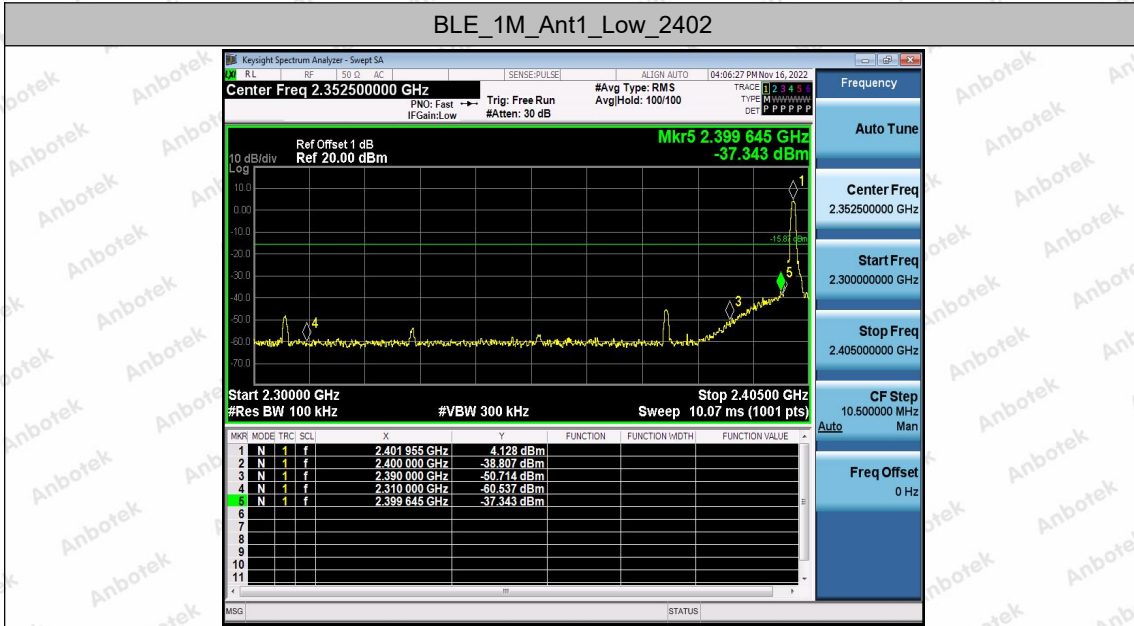 BLE_1M_Ant1_Low_2402
Keysight Spectrum Analyzer - Swept SA
LXI RL RF 50 Ω AC SENSE:PULSE ALIGN AUTO 04:06:27 PM Nov 16, 2022
Center Freq 2.352500000 GHz
PNO: Fast
IFGain:Low
Trig: Free Run
#Atten: 30 dB
#Avg Type: RMS
Avg|Hold: 100/100
TRACE 1 2 3 4 5 6
TYPE M W W W W W
DET P P P P P P
Mkr5 2.399 645 GHz
-37.343 dBm
Ref Offset 1 dB
10 dB/div Ref 20.00 dBm
Log
10.0
0.00
-10.0
-20.0
-30.0
-40.0
-50.0
-60.0
-70.0
-15.87 dBm
1
5
3
4
Start 2.30000 GHz Stop 2.40500 GHz
#Res BW 100 kHz #VBW 300 kHz Sweep 10.07 ms (1001 pts)
MKR MODE TRC SCL X Y FUNCTION FUNCTION WIDTH FUNCTION VALUE
1 N 1 f 2.401 955 GHz 4.128 dBm
2 N 1 f 2.400 000 GHz -38.807 dBm
3 N 1 f 2.390 000 GHz -50.714 dBm
4 N 1 f 2.310 000 GHz -60.537 dBm
5 N 1 f 2.399 645 GHz -37.343 dBm
6
7
8
9
10
11
MSG STATUS
Frequency
Auto Tune
Center Freq
2.352500000 GHz
Start Freq
2.300000000 GHz
Stop Freq
2.405000000 GHz
CF Step
10.500000 MHz
Auto Man
Freq Offset
0 Hz
Anbotek